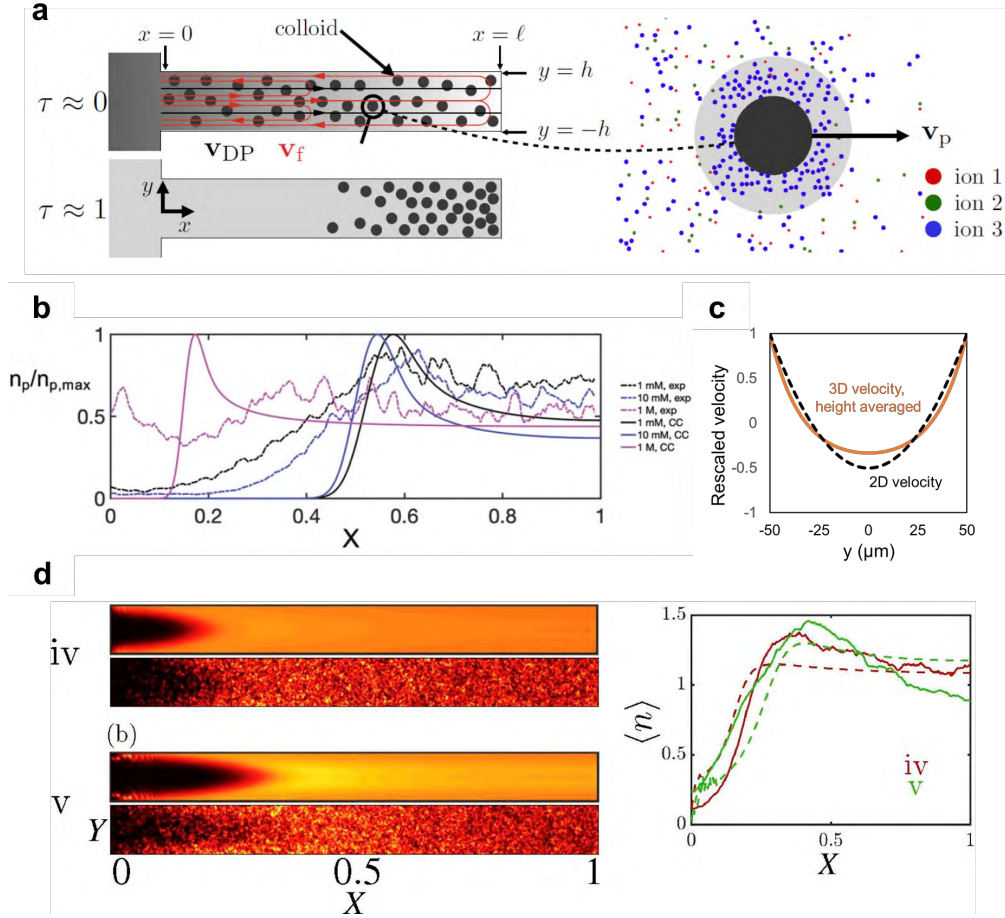 a
x = 0
colloid
x = ℓ
y = h
τ ≈ 0
y = −h
v_DP
v_f
v_p
ion 1
ion 2
ion 3
τ ≈ 1
y
x
b
n_p/n_p,max
1
0.5
0
0 0.2 0.4 0.6 0.8 1
X
1 mM, exp
10 mM, exp
1 M, exp
1 mM, CC
10 mM, CC
1 M, CC
c
Rescaled velocity
1
0.5
0
-0.5
-1
3D velocity,
height averaged
2D velocity
-50 -25 0 25 50
y (µm)
d
iv
(b)
v
Y
0 0.5 1
X
⟨n⟩
1.5
1
0.5
0
iv
v
0 0.5 1
X